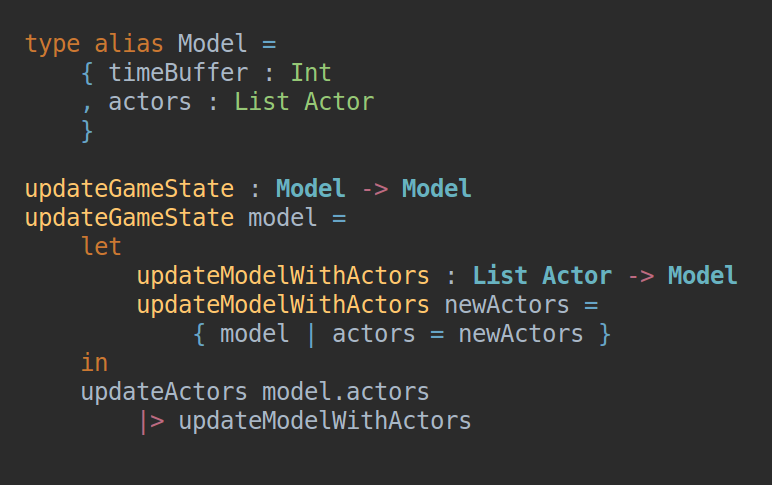 type alias Model =
    { timeBuffer : Int
    , actors : List Actor
    }

updateGameState : Model -> Model
updateGameState model =
    let
        updateModelWithActors : List Actor -> Model
        updateModelWithActors newActors =
            { model | actors = newActors }
    in
    updateActors model.actors
        |> updateModelWithActors